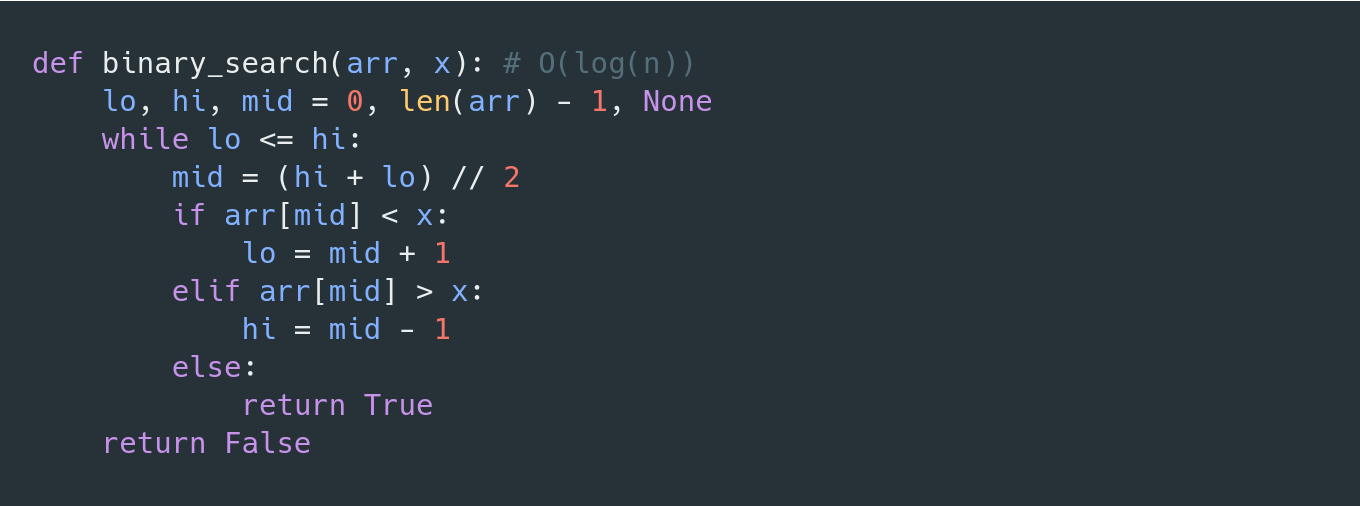 def binary_search(arr, x): # O(log(n))
    lo, hi, mid = 0, len(arr) - 1, None
    while lo <= hi:
        mid = (hi + lo) // 2
        if arr[mid] < x:
            lo = mid + 1
        elif arr[mid] > x:
            hi = mid - 1
        else:
            return True
    return False